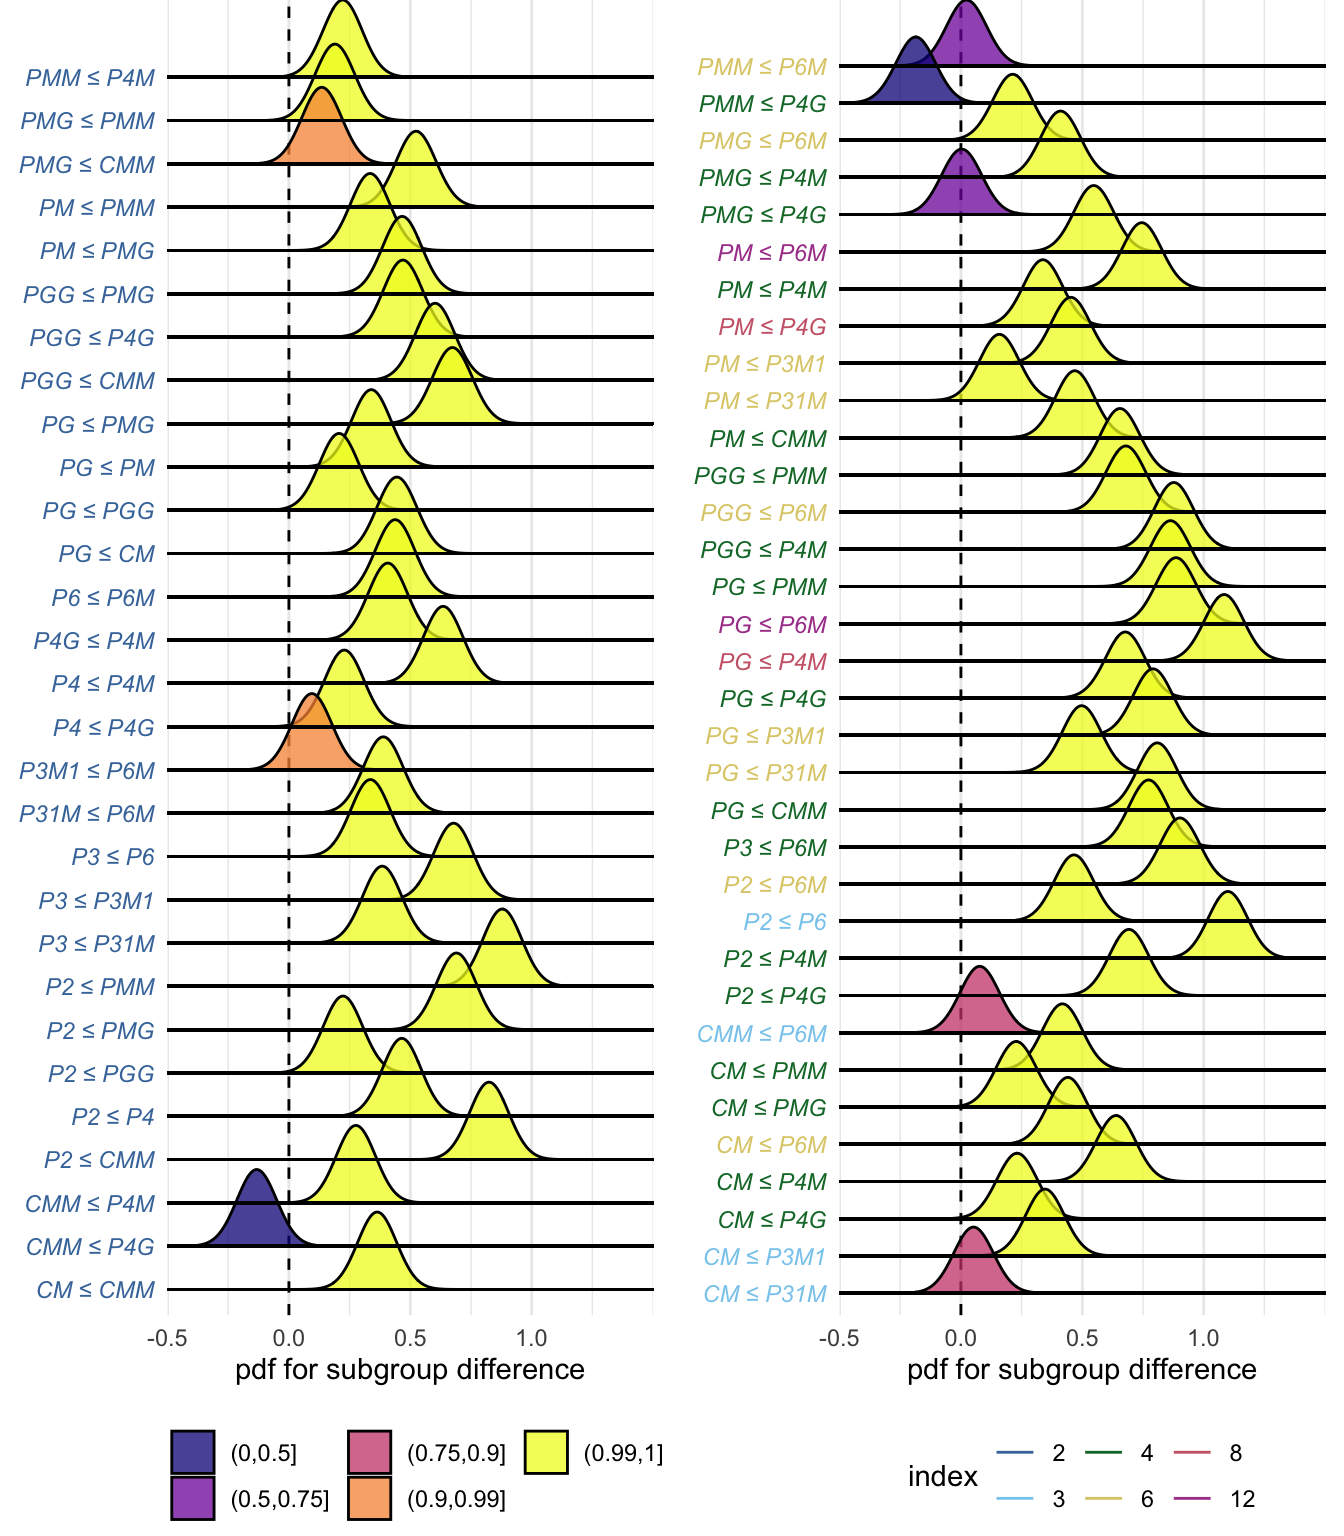 PMM ≤ P4M
PMG ≤ PMM
PMG ≤ CMM
PM ≤ PMM
PM ≤ PMG
PGG ≤ PMG
PGG ≤ P4G
PGG ≤ CMM
PG ≤ PMG
PG ≤ PM
PG ≤ PGG
PG ≤ CM
P6 ≤ P6M
P4G ≤ P4M
P4 ≤ P4M
P4 ≤ P4G
P3M1 ≤ P6M
P31M ≤ P6M
P3 ≤ P6
P3 ≤ P3M1
P3 ≤ P31M
P2 ≤ PMM
P2 ≤ PMG
P2 ≤ PGG
P2 ≤ P4
P2 ≤ CMM
CMM ≤ P4M
CMM ≤ P4G
CM ≤ CMM
-0.5 0.0 0.5 1.0
pdf for subgroup difference
PMM ≤ P6M
PMM ≤ P4G
PMG ≤ P6M
PMG ≤ P4M
PMG ≤ P4G
PM ≤ P6M
PM ≤ P4M
PM ≤ P4G
PM ≤ P3M1
PM ≤ P31M
PM ≤ CMM
PGG ≤ PMM
PGG ≤ P6M
PGG ≤ P4M
PG ≤ PMM
PG ≤ P6M
PG ≤ P4M
PG ≤ P4G
PG ≤ P3M1
PG ≤ P31M
PG ≤ CMM
P3 ≤ P6M
P2 ≤ P6M
P2 ≤ P6
P2 ≤ P4M
P2 ≤ P4G
CMM ≤ P6M
CM ≤ PMM
CM ≤ PMG
CM ≤ P6M
CM ≤ P4M
CM ≤ P4G
CM ≤ P3M1
CM ≤ P31M
-0.5 0.0 0.5 1.0
pdf for subgroup difference
(0,0.5] (0.75,0.9] (0.99,1]
(0.5,0.75] (0.9,0.99]
index
2 4 8
3 6 12